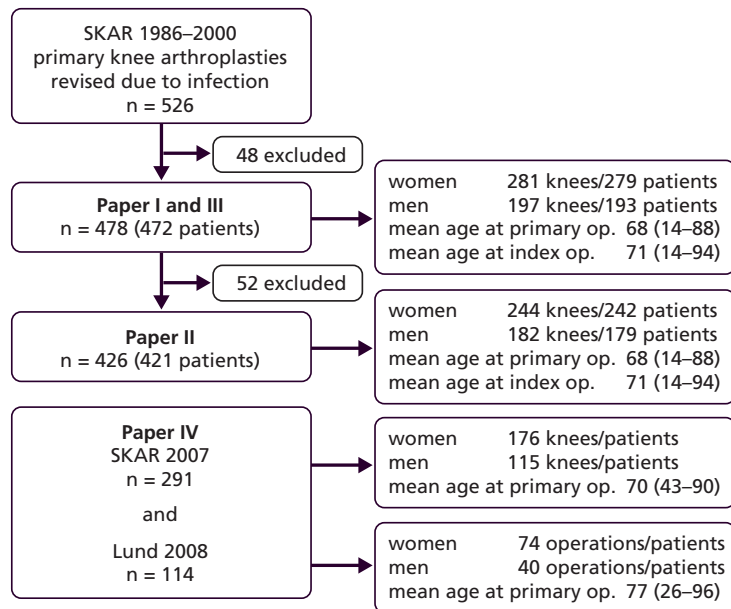 SKAR 1986–2000
primary knee arthroplasties
revised due to infection
n = 526
48 excluded
Paper I and III
n = 478 (472 patients)
women 281 knees/279 patients
men 197 knees/193 patients
mean age at primary op. 68 (14–88)
mean age at index op. 71 (14–94)
52 excluded
Paper II
n = 426 (421 patients)
women 244 knees/242 patients
men 182 knees/179 patients
mean age at primary op. 68 (14–88)
mean age at index op. 71 (14–94)
Paper IV
SKAR 2007
n = 291
and
Lund 2008
n = 114
women 176 knees/patients
men 115 knees/patients
mean age at primary op. 70 (43–90)
women 74 operations/patients
men 40 operations/patients
mean age at primary op. 77 (26–96)